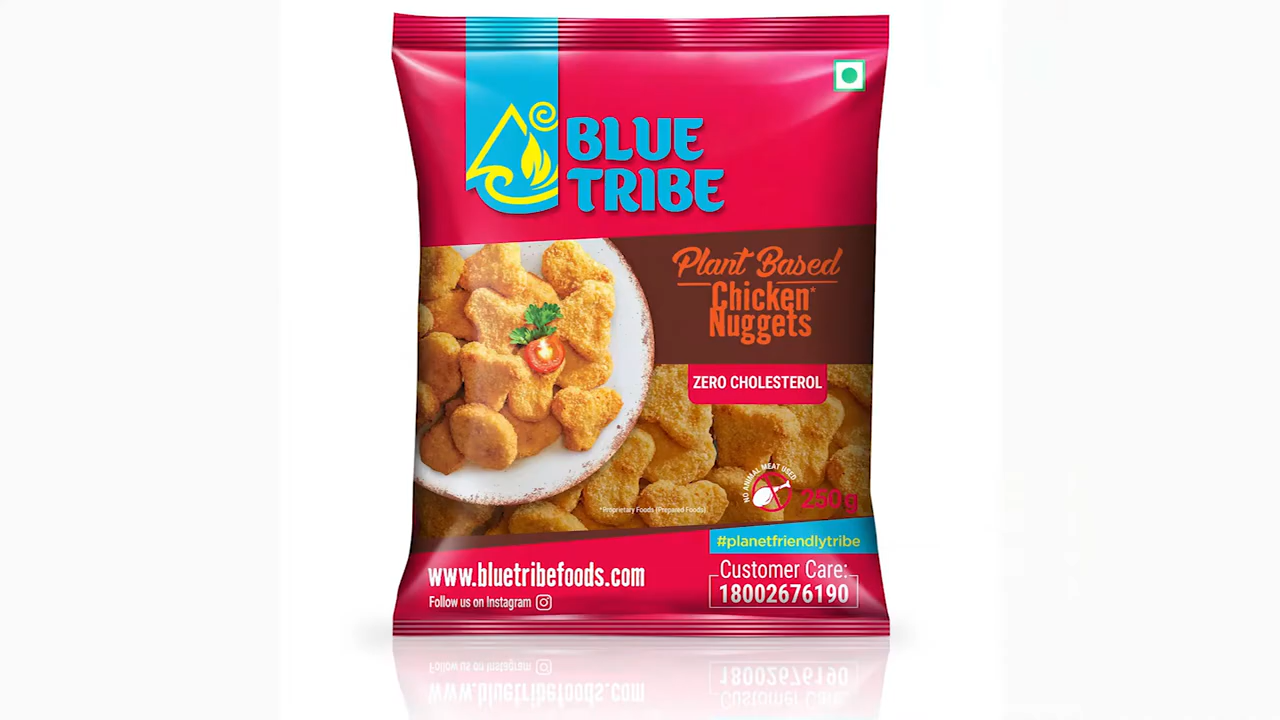 BLUE
TRIBE
Plant Based
Chicken*
Nuggets
ZERO CHOLESTEROL
NO ANIMAL MEAT USED
250g
*Proprietary Foods (Prepared Foods)
#planetfriendlytribe
www.bluetribefoods.com
Follow us on Instagram
Customer Care:
18002676190